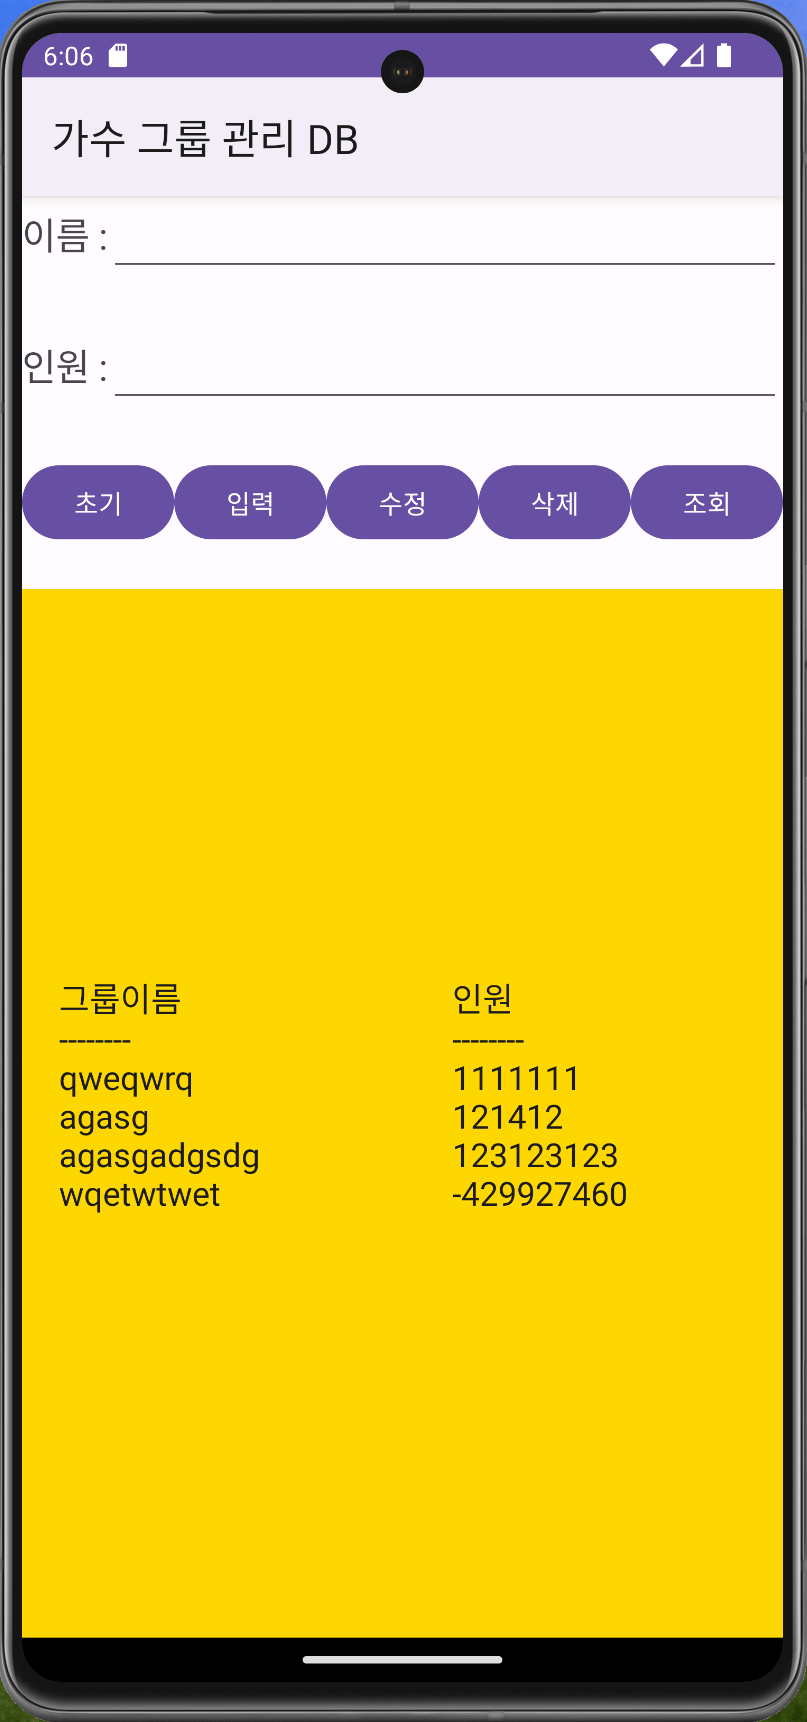 6:06
가수 그룹 관리 DB
이름 :
인원 :
초기 입력 수정 삭제 조회
그룹이름 인원
-------- --------
qweqwrq 1111111
agasg 121412
agasgadgsdg 123123123
wqetwtwet -429927460